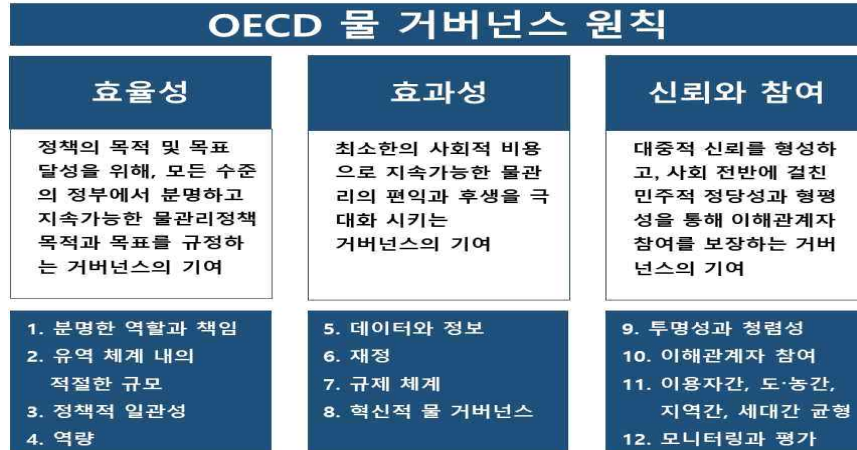 OECD 물 거버넌스 원칙
효율성
정책의 목적 및 목표
달성을 위해, 모든 수준
의 정부에서 분명하고
지속가능한 물관리정책
목적과 목표를 규정하
는 거버넌스의 기여
1. 분명한 역할과 책임
2. 유역 체계 내의
적절한 규모
3. 정책적 일관성
4. 역량
효과성
최소한의 사회적 비용
으로 지속가능한 물관
리의 편익과 후생을 극
대화 시키는
거버넌스의 기여
5. 데이터와 정보
6. 재정
7. 규제 체계
8. 혁신적 물 거버넌스
신뢰와 참여
대중적 신뢰를 형성하
고, 사회 전반에 걸친
민주적 정당성과 형평
성을 통해 이해관계자
참여를 보장하는 거버
넌스의 기여
9. 투명성과 청렴성
10. 이해관계자 참여
11. 이용자간, 도·농간,
지역간, 세대간 균형
12. 모니터링과 평가